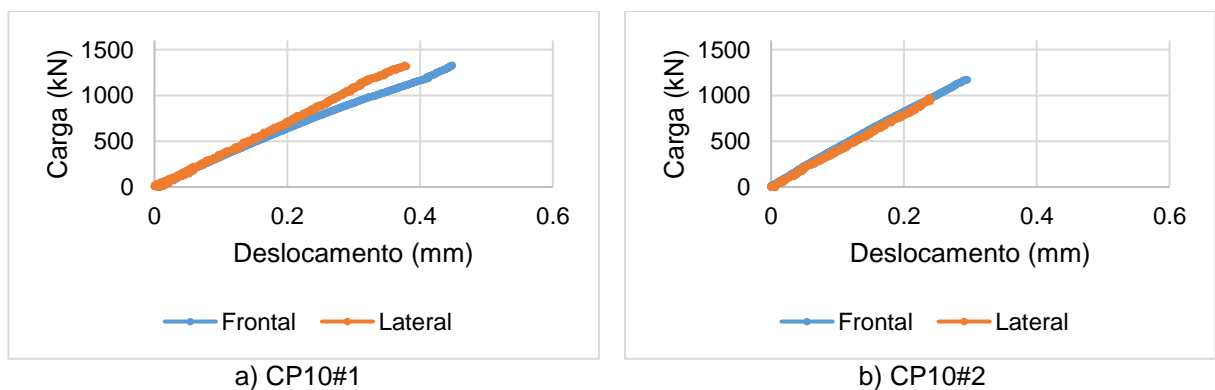 1500
1000
500
0
Carga (kN)
0 0.2 0.4 0.6
Deslocamento (mm)
Frontal Lateral
a) CP10#1
1500
1000
500
0
Carga (kN)
0 0.2 0.4 0.6
Deslocamento (mm)
Frontal Lateral
b) CP10#2